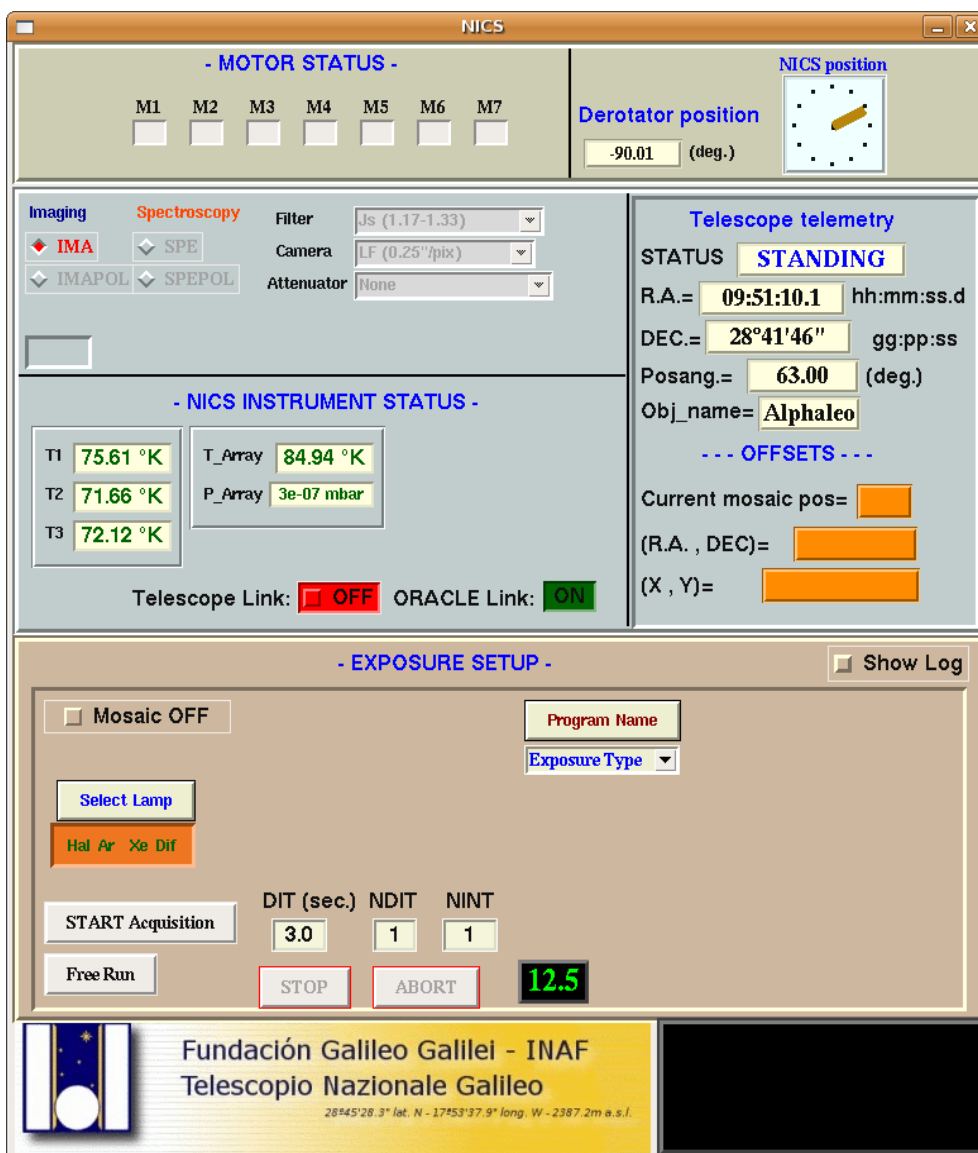 NICS
- MOTOR STATUS -
M1 M2 M3 M4 M5 M6 M7
NICS position
Derotator position
-90.01 (deg.)
Imaging Spectroscopy
IMA SPE
IMAPOL SPEPOL
Filter Js (1.17-1.33)
Camera LF (0.25"/pix)
Attenuator None
- NICS INSTRUMENT STATUS -
T1 75.61 °K
T2 71.66 °K
T3 72.12 °K
T_Array 84.94 °K
P_Array 3e-07 mbar
Telescope Link: OFF ORACLE Link: ON
Telescope telemetry
STATUS STANDING
R.A.= 09:51:10.1 hh:mm:ss.d
DEC.= 28°41'46" gg:pp:ss
Posang.= 63.00 (deg.)
Obj_name= Alphaleo
- - - OFFSETS - - -
Current mosaic pos=
(R.A. , DEC)=
(X , Y)=
- EXPOSURE SETUP -
Show Log
Mosaic OFF
Program Name
Exposure Type
Select Lamp
Hal Ar Xe Dif
START Acquisition
DIT (sec.) NDIT NINT
3.0 1 1
Free Run
STOP ABORT 12.5
Fundación Galileo Galilei - INAF
Telescopio Nazionale Galileo
28º45'28.3" lat. N - 17º53'37.9" long. W - 2387.2m a.s.l.